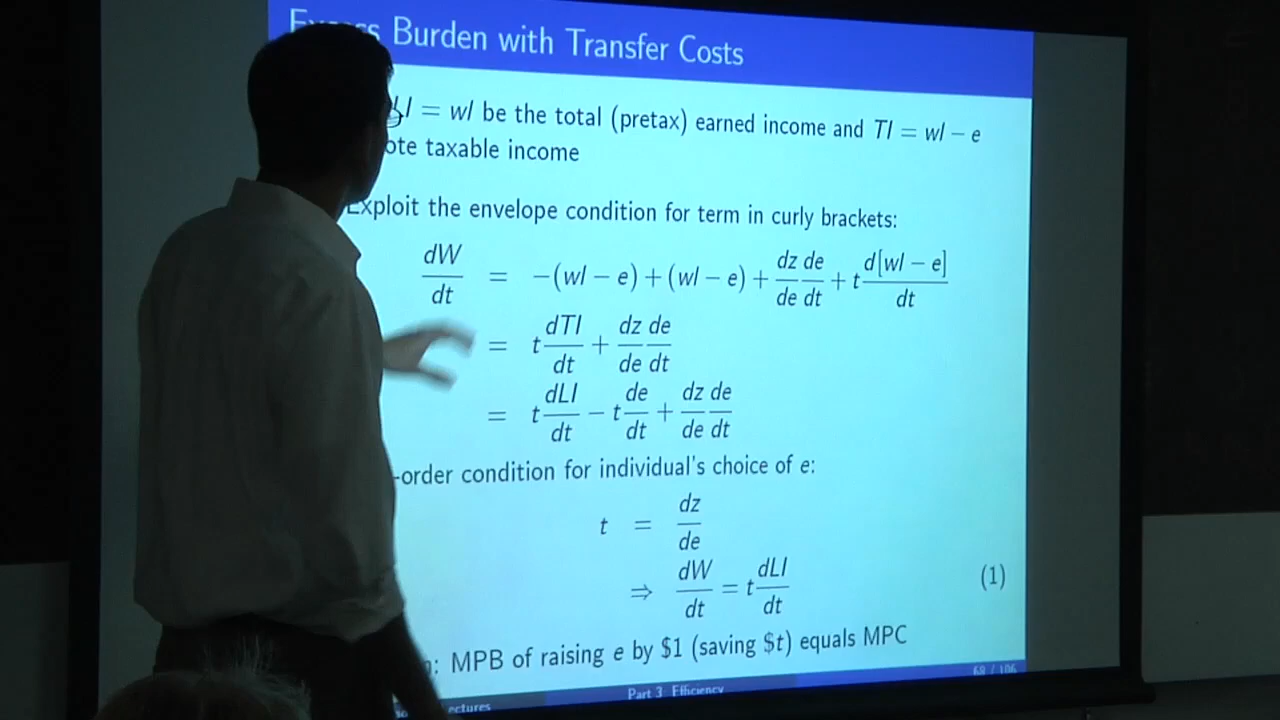 Burden with Transfer Costs
LI = wl be the total (pretax) earned income and TI = wl − e
ote taxable income
Exploit the envelope condition for term in curly brackets:
dW/dt = −(wl − e) + (wl − e) + dz/de de/dt + t d[wl − e]/dt
= t dTI/dt + dz/de de/dt
= t dLI/dt − t de/dt + dz/de de/dt
-order condition for individual's choice of e:
t = dz/de
⇒ dW/dt = t dLI/dt (1)
: MPB of raising e by $1 (saving $t) equals MPC
ectures Part 3: Efficiency 68 / 106